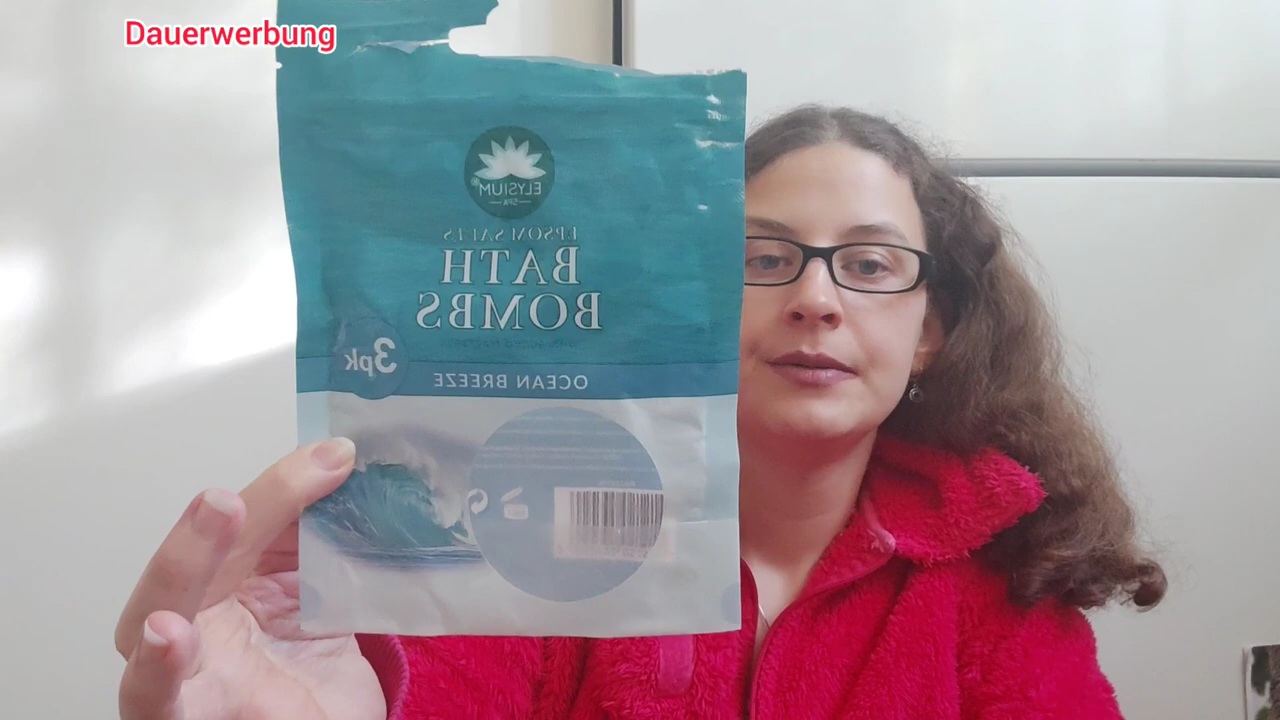 Dauerwerbung
ELYSIUM®
SPA
EPSOM SALTS
BATH
BOMBS
3pk
OCEAN BREEZE